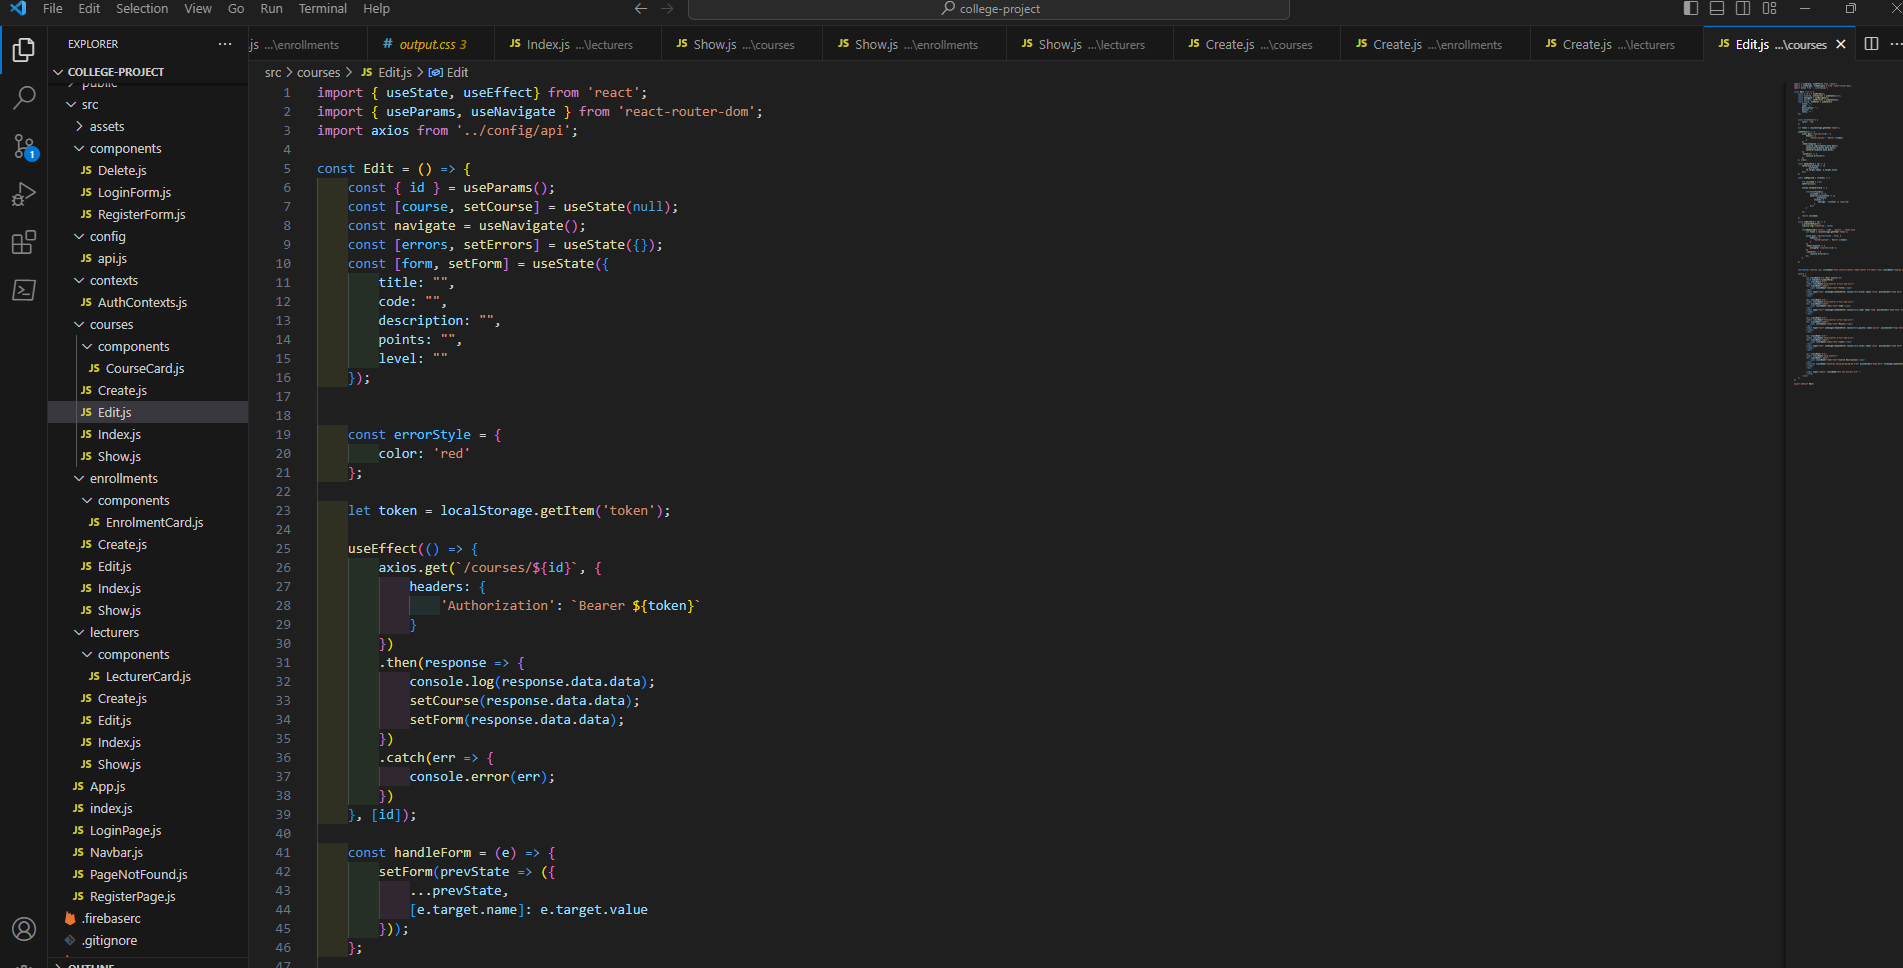 File Edit Selection View Go Run Terminal Help
college-project
EXPLORER
JS ...\enrollments
# output.css 3
JS Index.js ...\lecturers
JS Show.js ...\courses
JS Show.js ...\enrollments
JS Show.js ...\lecturers
JS Create.js ...\courses
JS Create.js ...\enrollments
JS Create.js ...\lecturers
JS Edit.js ...\courses
COLLEGE-PROJECT
public
src
assets
components
JS Delete.js
JS LoginForm.js
JS RegisterForm.js
config
JS api.js
contexts
JS AuthContexts.js
courses
components
JS CourseCard.js
JS Create.js
JS Edit.js
JS Index.js
JS Show.js
enrollments
components
JS EnrolmentCard.js
JS Create.js
JS Edit.js
JS Index.js
JS Show.js
lecturers
components
JS LecturerCard.js
JS Create.js
JS Edit.js
JS Index.js
JS Show.js
JS App.js
JS index.js
JS LoginPage.js
JS Navbar.js
JS PageNotFound.js
JS RegisterPage.js
.firebaserc
.gitignore
OUTLINE
1
src > courses > JS Edit.js > Edit
1 import { useState, useEffect} from 'react';
2 import { useParams, useNavigate } from 'react-router-dom';
3 import axios from '../config/api';
4
5 const Edit = () => {
6 const { id } = useParams();
7 const [course, setCourse] = useState(null);
8 const navigate = useNavigate();
9 const [errors, setErrors] = useState({});
10 const [form, setForm] = useState({
11 title: "",
12 code: "",
13 description: "",
14 points: "",
15 level: ""
16 });
17
18
19 const errorStyle = {
20 color: 'red'
21 };
22
23 let token = localStorage.getItem('token');
24
25 useEffect(() => {
26 axios.get(`/courses/${id}`, {
27 headers: {
28 'Authorization': `Bearer ${token}`
29 }
30 })
31 .then(response => {
32 console.log(response.data.data);
33 setCourse(response.data.data);
34 setForm(response.data.data);
35 })
36 .catch(err => {
37 console.error(err);
38 })
39 }, [id]);
40
41 const handleForm = (e) => {
42 setForm(prevState => ({
43 ...prevState,
44 [e.target.name]: e.target.value
45 }));
46 };
47